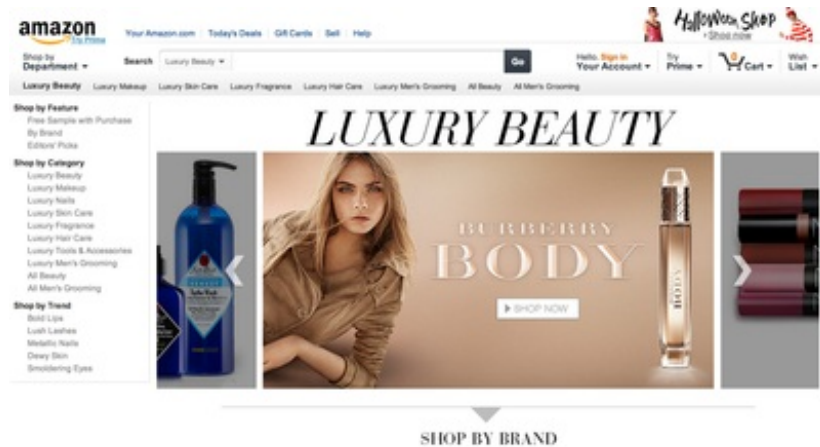 amazon
Try Prime
Your Amazon.com Today's Deals Gift Cards Sell Help
Halloween Shop
Shop now
Shop by
Department
Search Luxury Beauty Go
Hello. Sign in
Your Account
Try
Prime
0
Cart
Wish
List
Luxury Beauty Luxury Makeup Luxury Skin Care Luxury Fragrance Luxury Hair Care Luxury Men's Grooming All Beauty All Men's Grooming
Shop by Feature
Free Sample with Purchase
By Brand
Editors' Picks
Shop by Category
Luxury Beauty
Luxury Makeup
Luxury Nails
Luxury Skin Care
Luxury Fragrance
Luxury Hair Care
Luxury Tools & Accessories
Luxury Men's Grooming
All Beauty
All Men's Grooming
Shop by Trend
Bold Lips
Lush Lashes
Metallic Nails
Dewy Skin
Smoldering Eyes
LUXURY BEAUTY
BURBERRY
BODY
SHOP NOW
BODY
SHOP BY BRAND